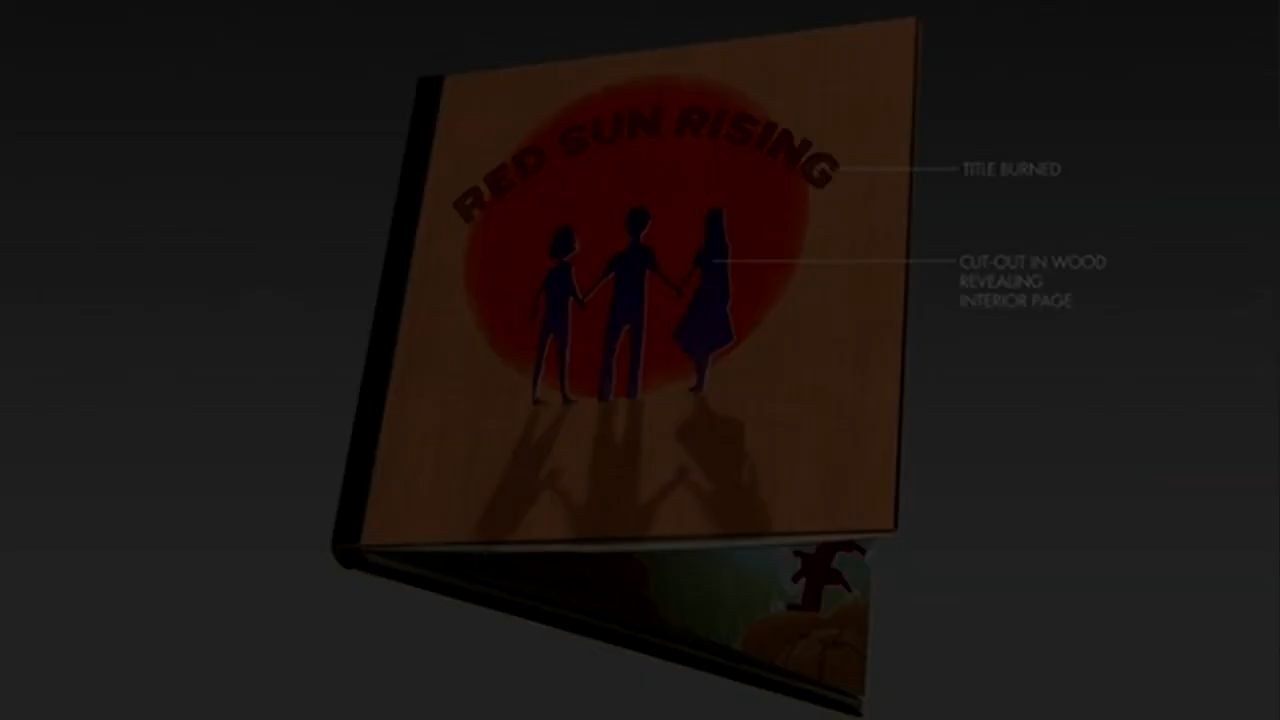 RED SUN RISING
TITLE BURNED
CUT-OUT IN WOOD
REVEALING
INTERIOR PAGE